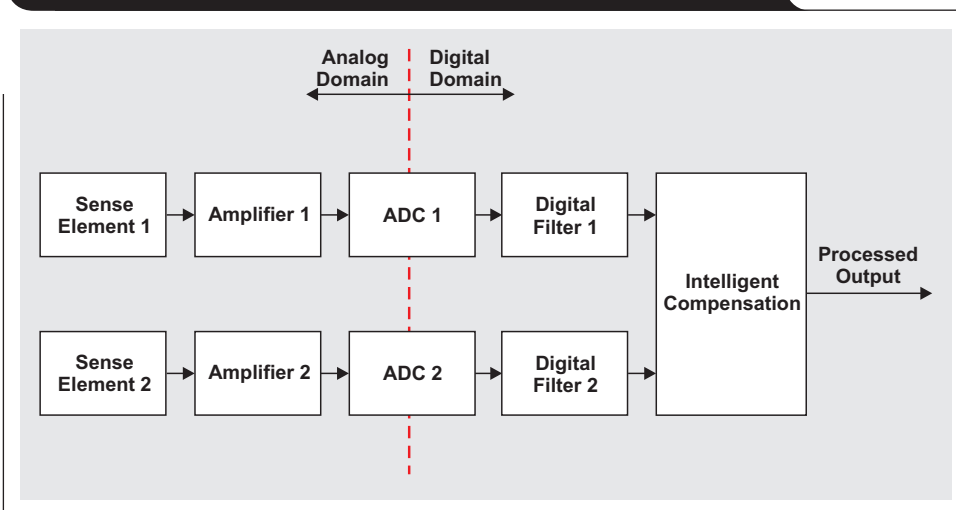 Analog
Domain
Digital
Domain
Sense
Element 1
Amplifier 1
ADC 1
Digital
Filter 1
Intelligent
Compensation
Processed
Output
Sense
Element 2
Amplifier 2
ADC 2
Digital
Filter 2